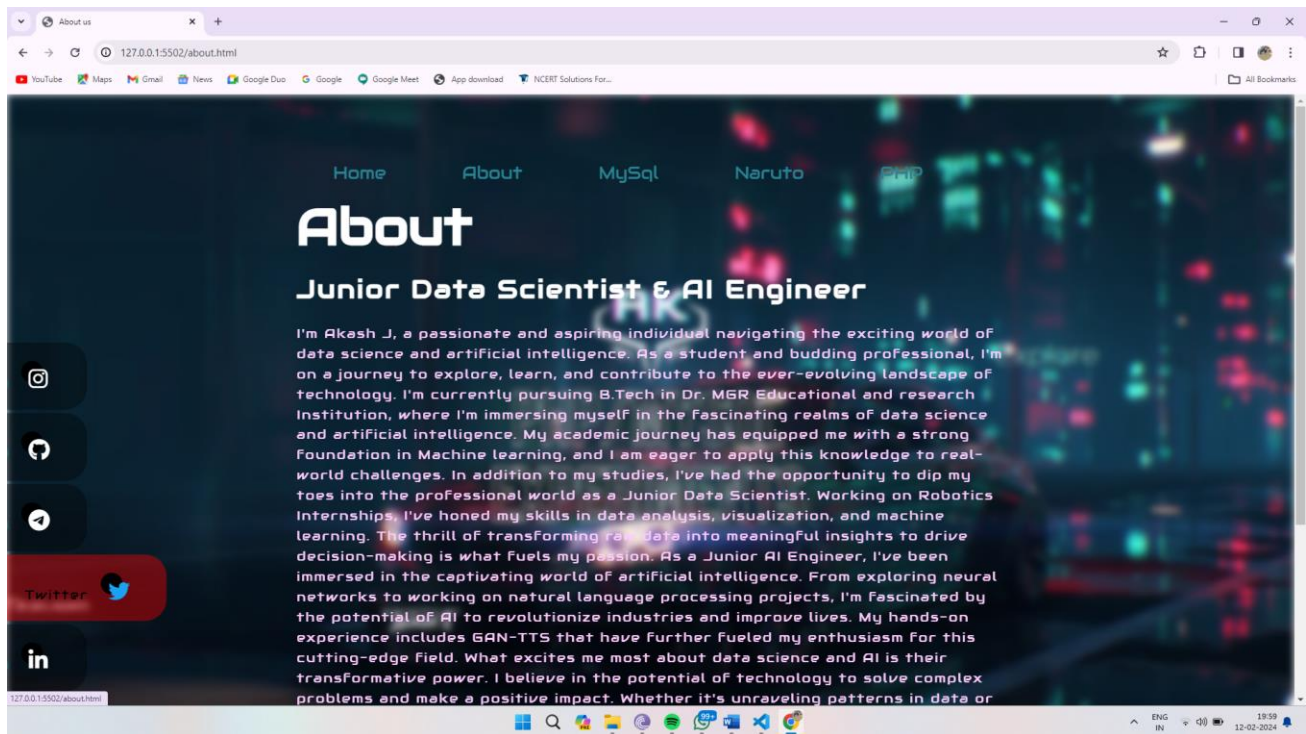 About us
127.0.0.1:5502/about.html
YouTube Maps Gmail News Google Duo Google Google Meet App download NCERT Solutions For... All Bookmarks
Home About MySql Naruto PHP
About
Junior Data Scientist & AI Engineer
HK
I'm Akash J, a passionate and aspiring individual navigating the exciting world of
data science and artificial intelligence. As a student and budding professional, I'm
on a journey to explore, learn, and contribute to the ever-evolving landscape of
technology. I'm currently pursuing B.Tech in Dr. MGR Educational and research
Institution, where I'm immersing myself in the fascinating realms of data science
and artificial intelligence. My academic journey has equipped me with a strong
foundation in Machine learning, and I am eager to apply this knowledge to real-
world challenges. In addition to my studies, I've had the opportunity to dip my
toes into the professional world as a Junior Data Scientist. Working on Robotics
Internships, I've honed my skills in data analysis, visualization, and machine
learning. The thrill of transforming raw data into meaningful insights to drive
decision-making is what fuels my passion. As a Junior AI Engineer, I've been
immersed in the captivating world of artificial intelligence. From exploring neural
networks to working on natural language processing projects, I'm fascinated by
the potential of AI to revolutionize industries and improve lives. My hands-on
experience includes GAN-TTS that have further fueled my enthusiasm for this
cutting-edge field. What excites me most about data science and AI is their
transformative power. I believe in the potential of technology to solve complex
problems and make a positive impact. Whether it's unraveling patterns in data or
Twitter
in
127.0.0.1:5502/about.html
99+
ENG 19:59
IN 12-02-2024